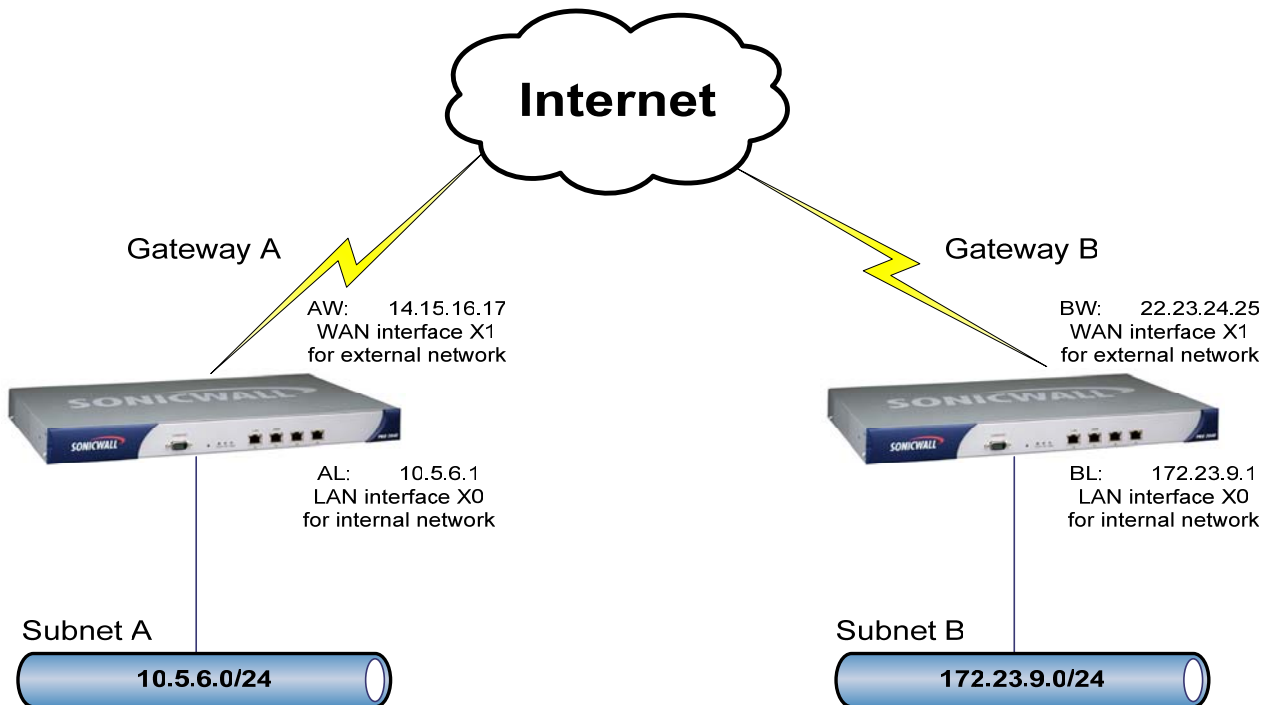 Internet
Gateway A
Gateway B
AW: 14.15.16.17
WAN interface X1
for external network
BW: 22.23.24.25
WAN interface X1
for external network
SONICWALL
SONICWALL
SONICWALL
SONICWALL
AL: 10.5.6.1
LAN interface X0
for internal network
BL: 172.23.9.1
LAN interface X0
for internal network
Subnet A
Subnet B
10.5.6.0/24
172.23.9.0/24